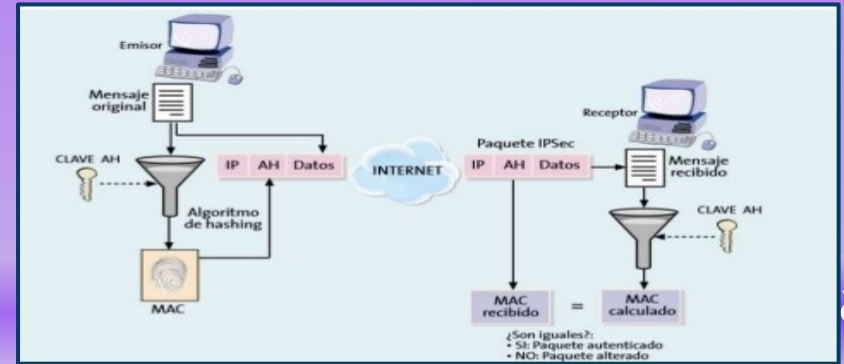 Emisor
Mensaje
original
CLAVE AH
IP AH Datos
Algoritmo
de hashing
MAC
INTERNET
Paquete IPSec
IP AH Datos
Receptor
Mensaje
recibido
CLAVE AH
MAC
recibido
=
MAC
calculado
¿Son iguales?:
• SI: Paquete autenticado
• NO: Paquete alterado